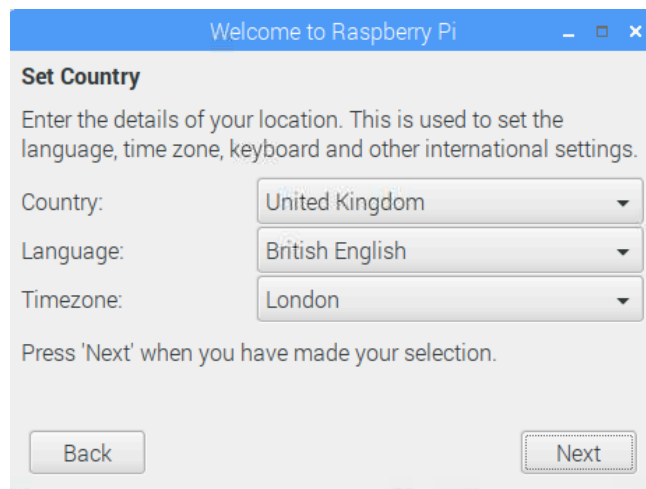 Welcome to Raspberry Pi
Set Country
Enter the details of your location. This is used to set the
language, time zone, keyboard and other international settings.
Country: United Kingdom
Language: British English
Timezone: London
Press 'Next' when you have made your selection.
Back Next